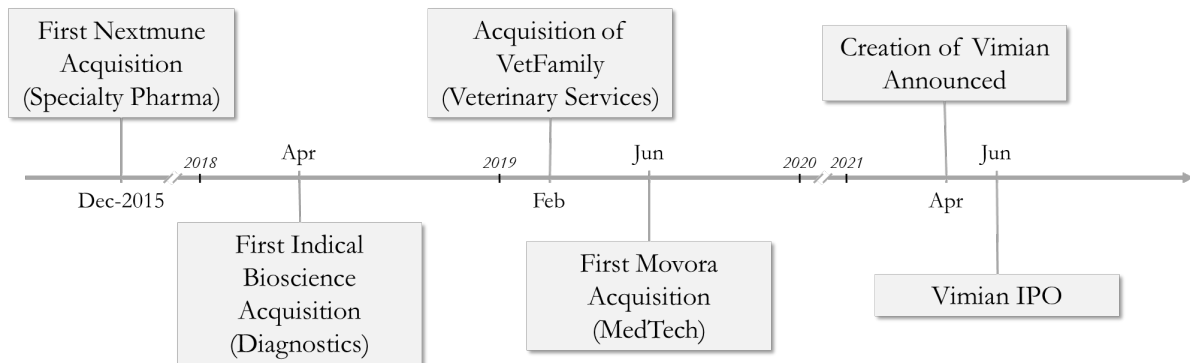 First Nextmune
Acquisition
(Specialty Pharma)
Acquisition of
VetFamily
(Veterinary Services)
Creation of Vimian
Announced
2018
Apr
2019
Jun
2020
2021
Jun
Dec-2015
Feb
Apr
First Indical
Bioscience
Acquisition
(Diagnostics)
First Movora
Acquisition
(MedTech)
Vimian IPO